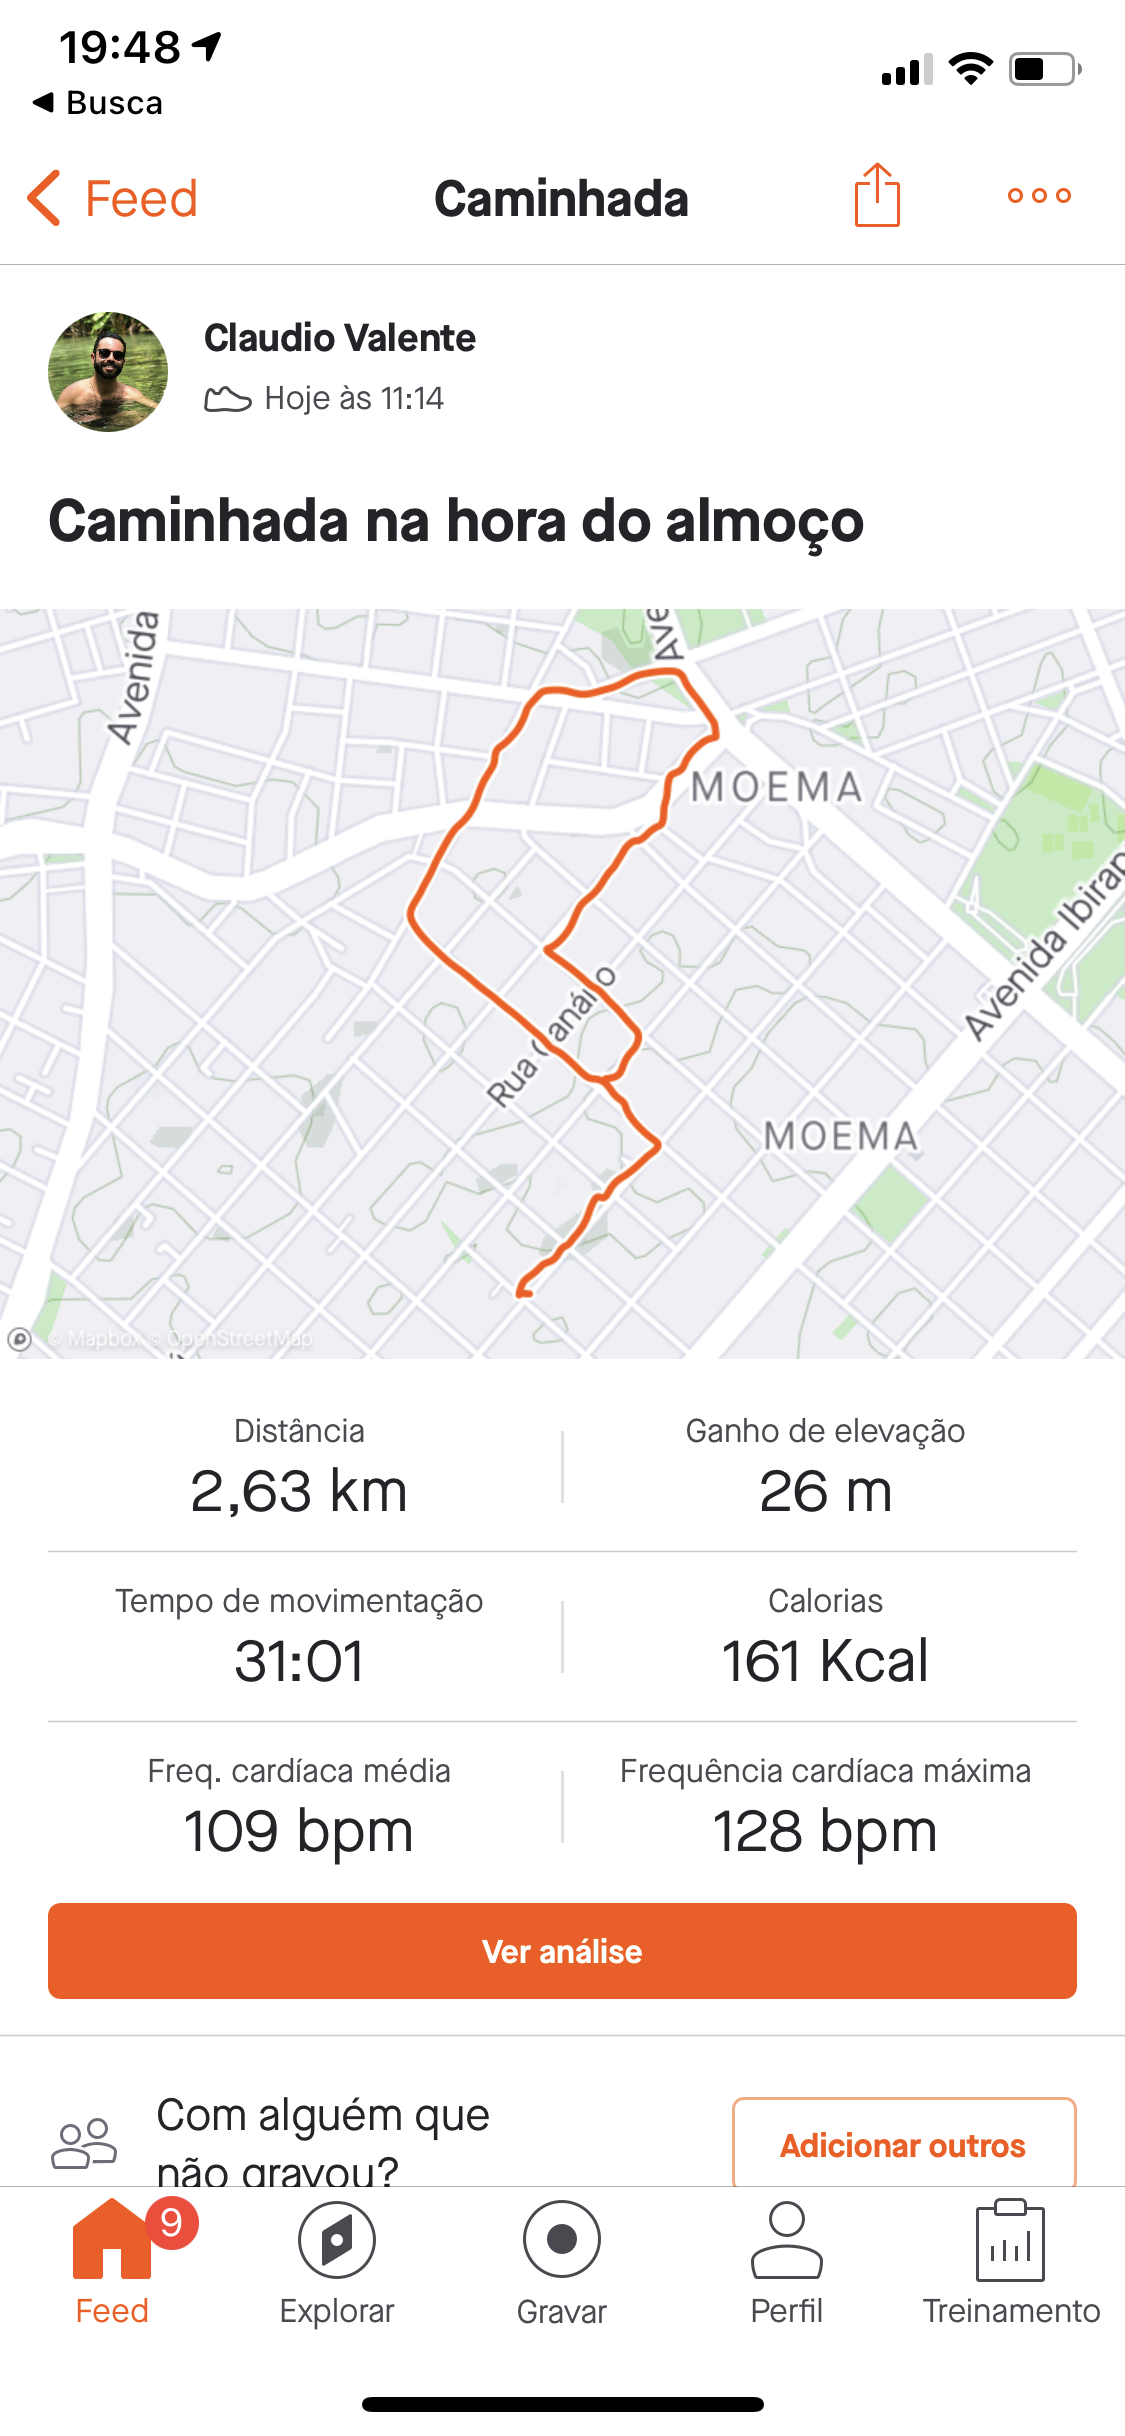 19:48
Busca
Feed
Caminhada
Claudio Valente
Hoje às 11:14
Caminhada na hora do almoço
Avenida
Ave
MOEMA
Avenida Ibirap
Rua Canário
MOEMA
© Mapbox © OpenStreetMap
Distância
Ganho de elevação
2,63 km
26 m
Tempo de movimentação
Calorias
31:01
161 Kcal
Freq. cardíaca média
Frequência cardíaca máxima
109 bpm
128 bpm
Ver análise
Com alguém que
não gravou?
Adicionar outros
9
Feed
Explorar
Gravar
Perfil
Treinamento